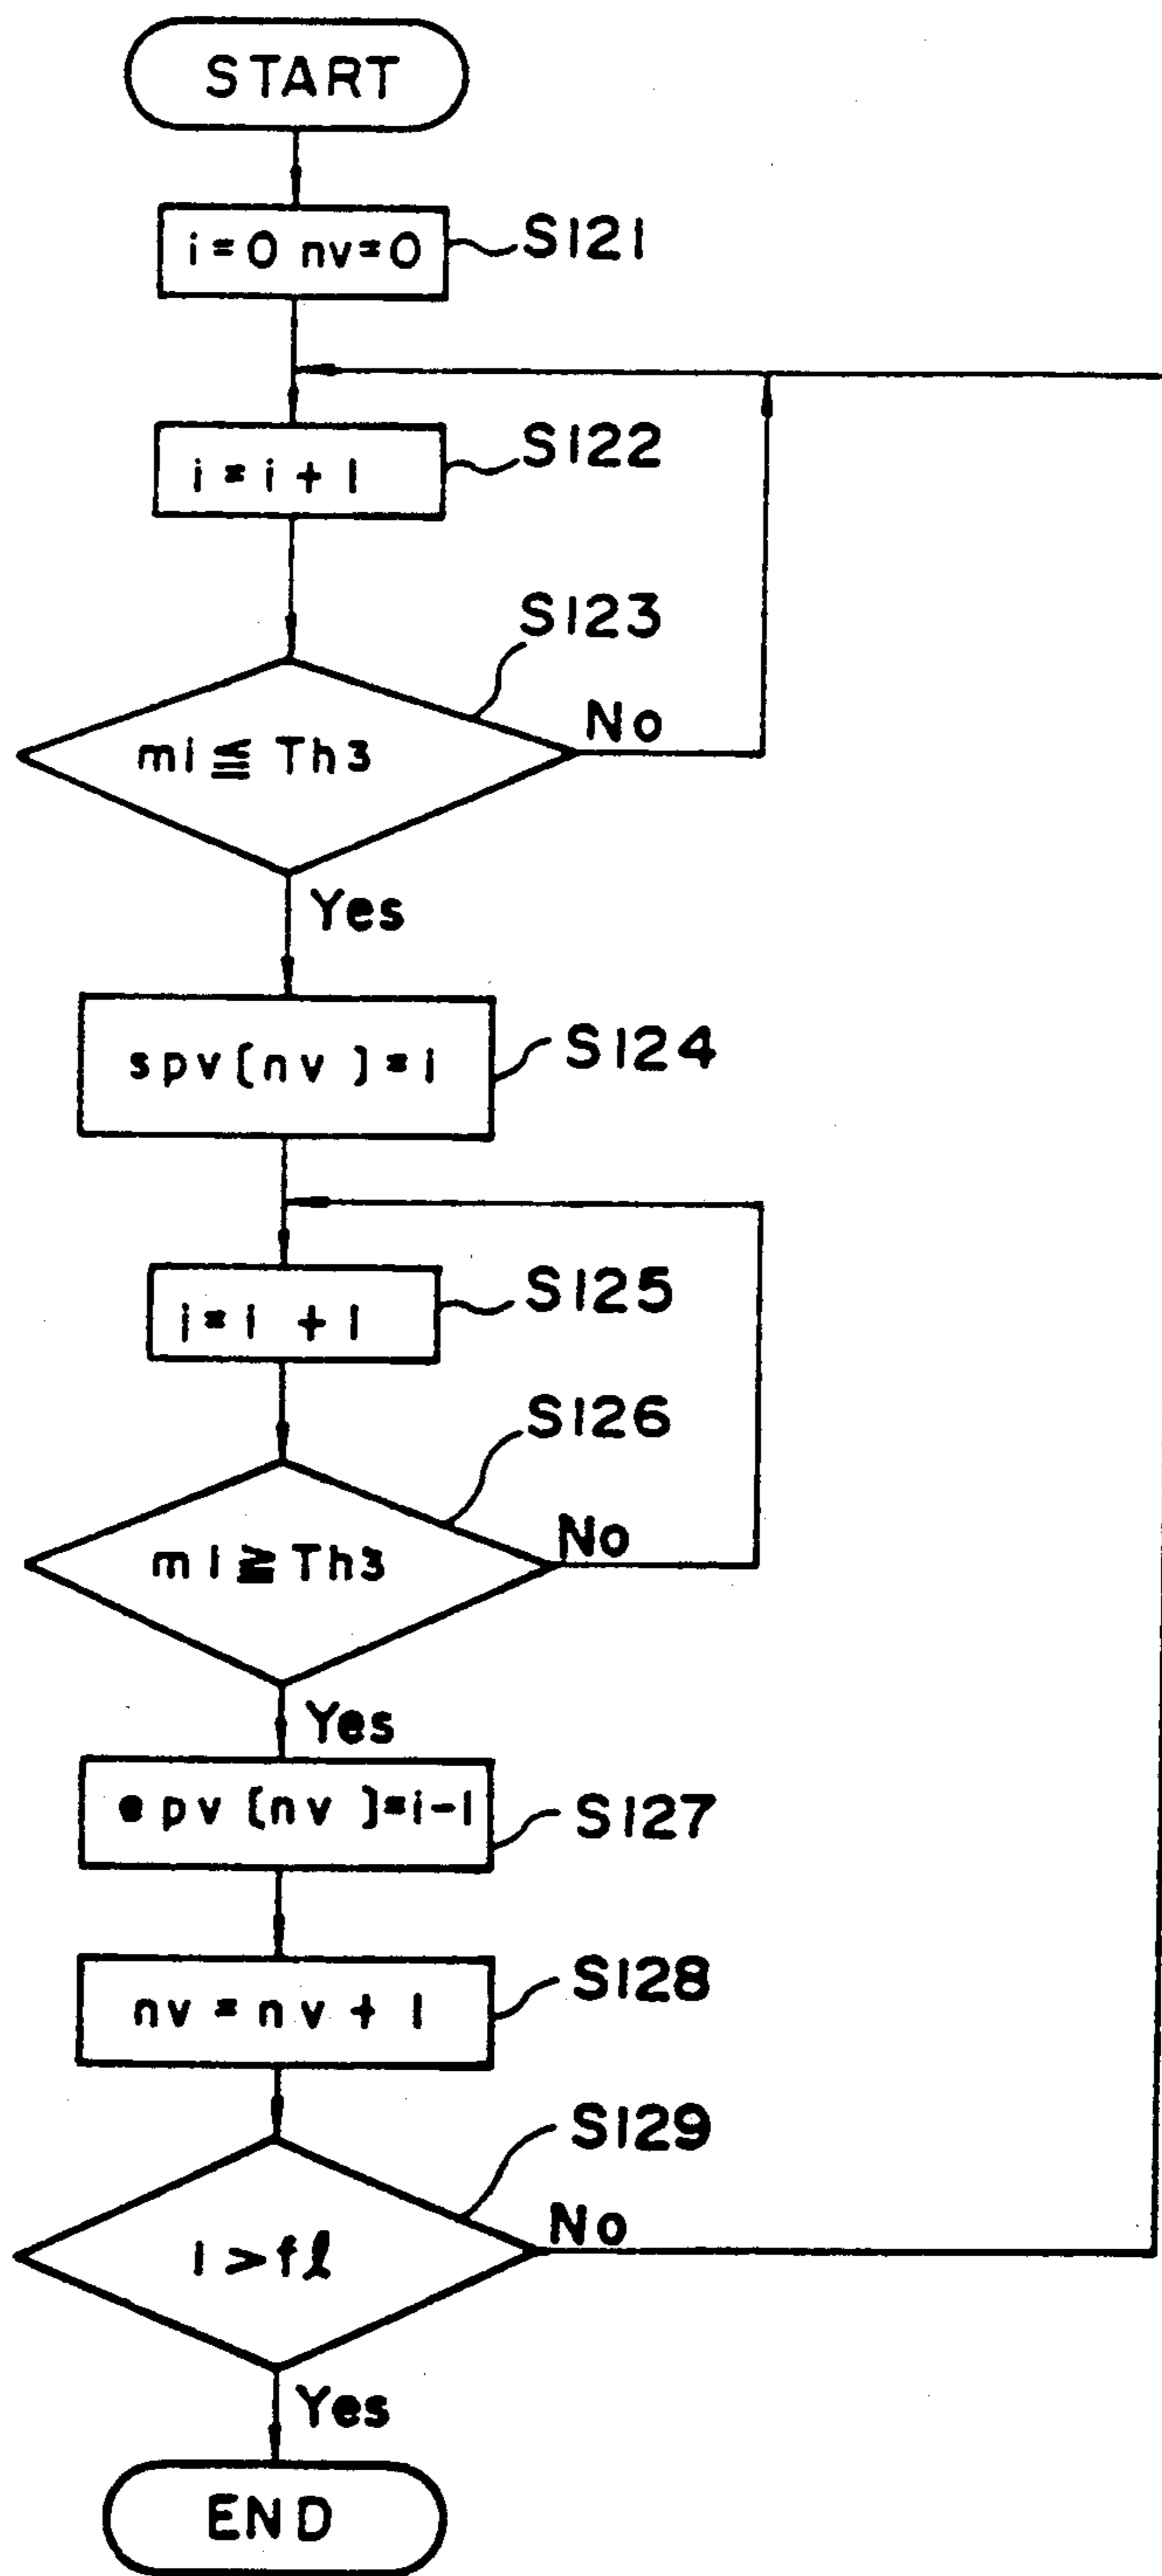 START
i=0 nv=0
S121
i=i+1
S122
S123
mi≦Th3
No
Yes
spv(nv)=i
S124
i=i+1
S125
S126
mi≧Th3
No
Yes
epv(nv)=i-1
S127
nv=nv+1
S128
S129
i>fℓ
No
Yes
END